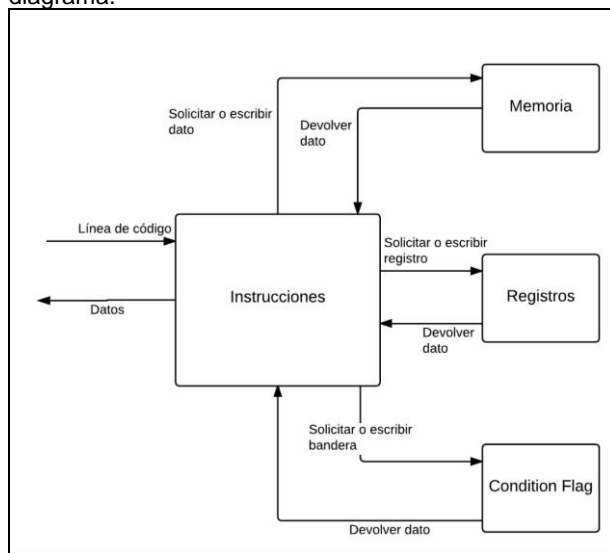 diagrama:
Solicitar o escribir
dato
Devolver
dato
Memoria
Línea de código
Datos
Instrucciones
Solicitar o escribir
registro
Registros
Devolver
dato
Solicitar o escribir
bandera
Condition Flag
Devolver dato